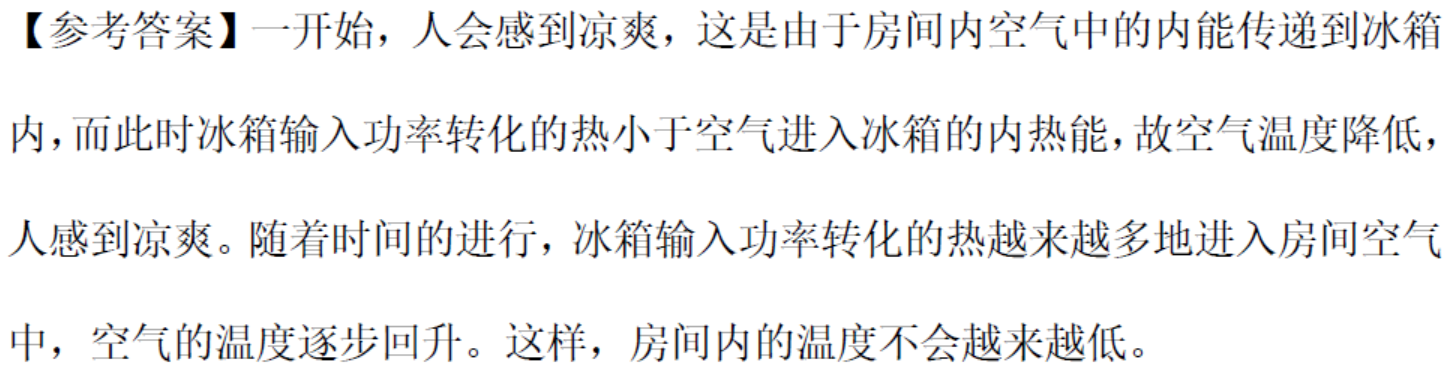 【参考答案】一开始，人会感到凉爽，这是由于房间内空气中的内能传递到冰箱
内，而此时冰箱输入功率转化的热小于空气进入冰箱的内热能，故空气温度降低，
人感到凉爽。随着时间的进行，冰箱输入功率转化的热越来越多地进入房间空气
中，空气的温度逐步回升。这样，房间内的温度不会越来越低。